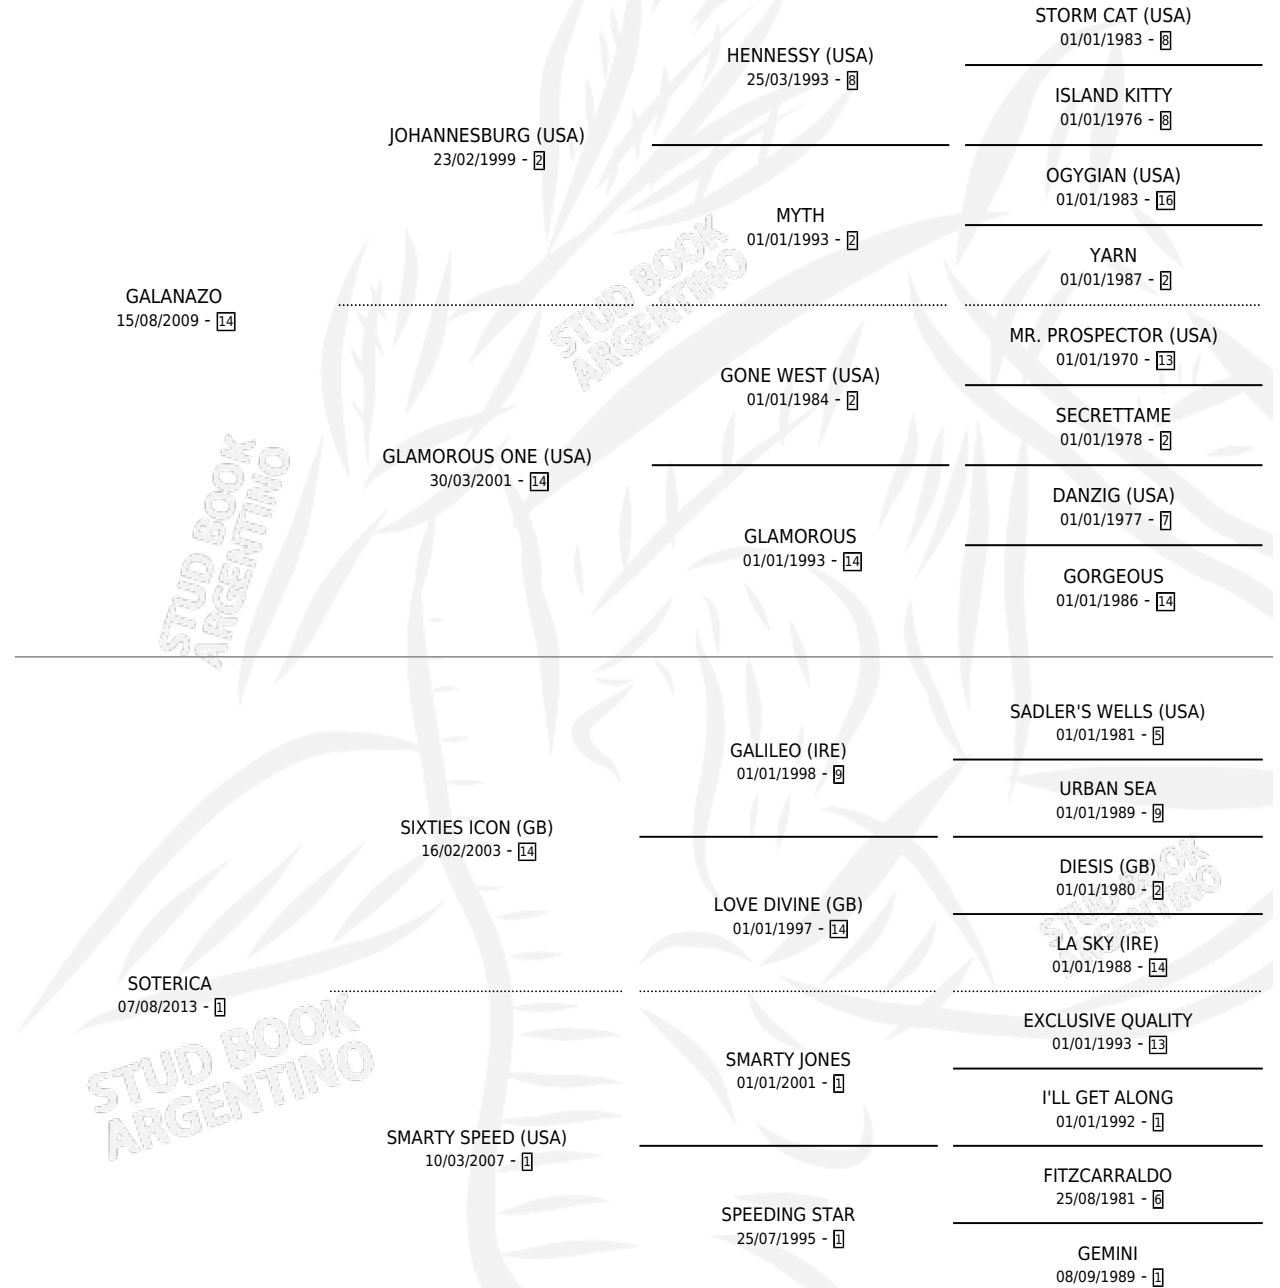 STORM CAT (USA)
01/01/1983 - 8
HENNESSY (USA)
25/03/1993 - 8
ISLAND KITTY
01/01/1976 - 8
JOHANNESBURG (USA)
23/02/1999 - 2
OGYGIAN (USA)
01/01/1983 - 16
MYTH
01/01/1993 - 2
YARN
01/01/1987 - 2
GALANAZO
15/08/2009 - 14
STUD BOOK
ARGENTINO
MR. PROSPECTOR (USA)
01/01/1970 - 13
GONE WEST (USA)
01/01/1984 - 2
SECRETTAME
01/01/1978 - 2
GLAMOROUS ONE (USA)
30/03/2001 - 14
DANZIG (USA)
01/01/1977 - 7
GLAMOROUS
01/01/1993 - 14
GORGEOUS
01/01/1986 - 14
STUD BOOK
ARGENTINO
SADLER'S WELLS (USA)
01/01/1981 - 5
GALILEO (IRE)
01/01/1998 - 9
URBAN SEA
01/01/1989 - 9
SIXTIES ICON (GB)
16/02/2003 - 14
DIESIS (GB)
01/01/1980 - 2
LOVE DIVINE (GB)
01/01/1997 - 14
LA SKY (IRE)
01/01/1988 - 14
STUD BOOK
ARGENTINO
SOTERICA
07/08/2013 - 1
EXCLUSIVE QUALITY
01/01/1993 - 13
SMARTY JONES
01/01/2001 - 1
I'LL GET ALONG
01/01/1992 - 1
STUD BOOK
ARGENTINO
SMARTY SPEED (USA)
10/03/2007 - 1
FITZCARRALDO
25/08/1981 - 6
SPEEDING STAR
25/07/1995 - 1
GEMINI
08/09/1989 - 1